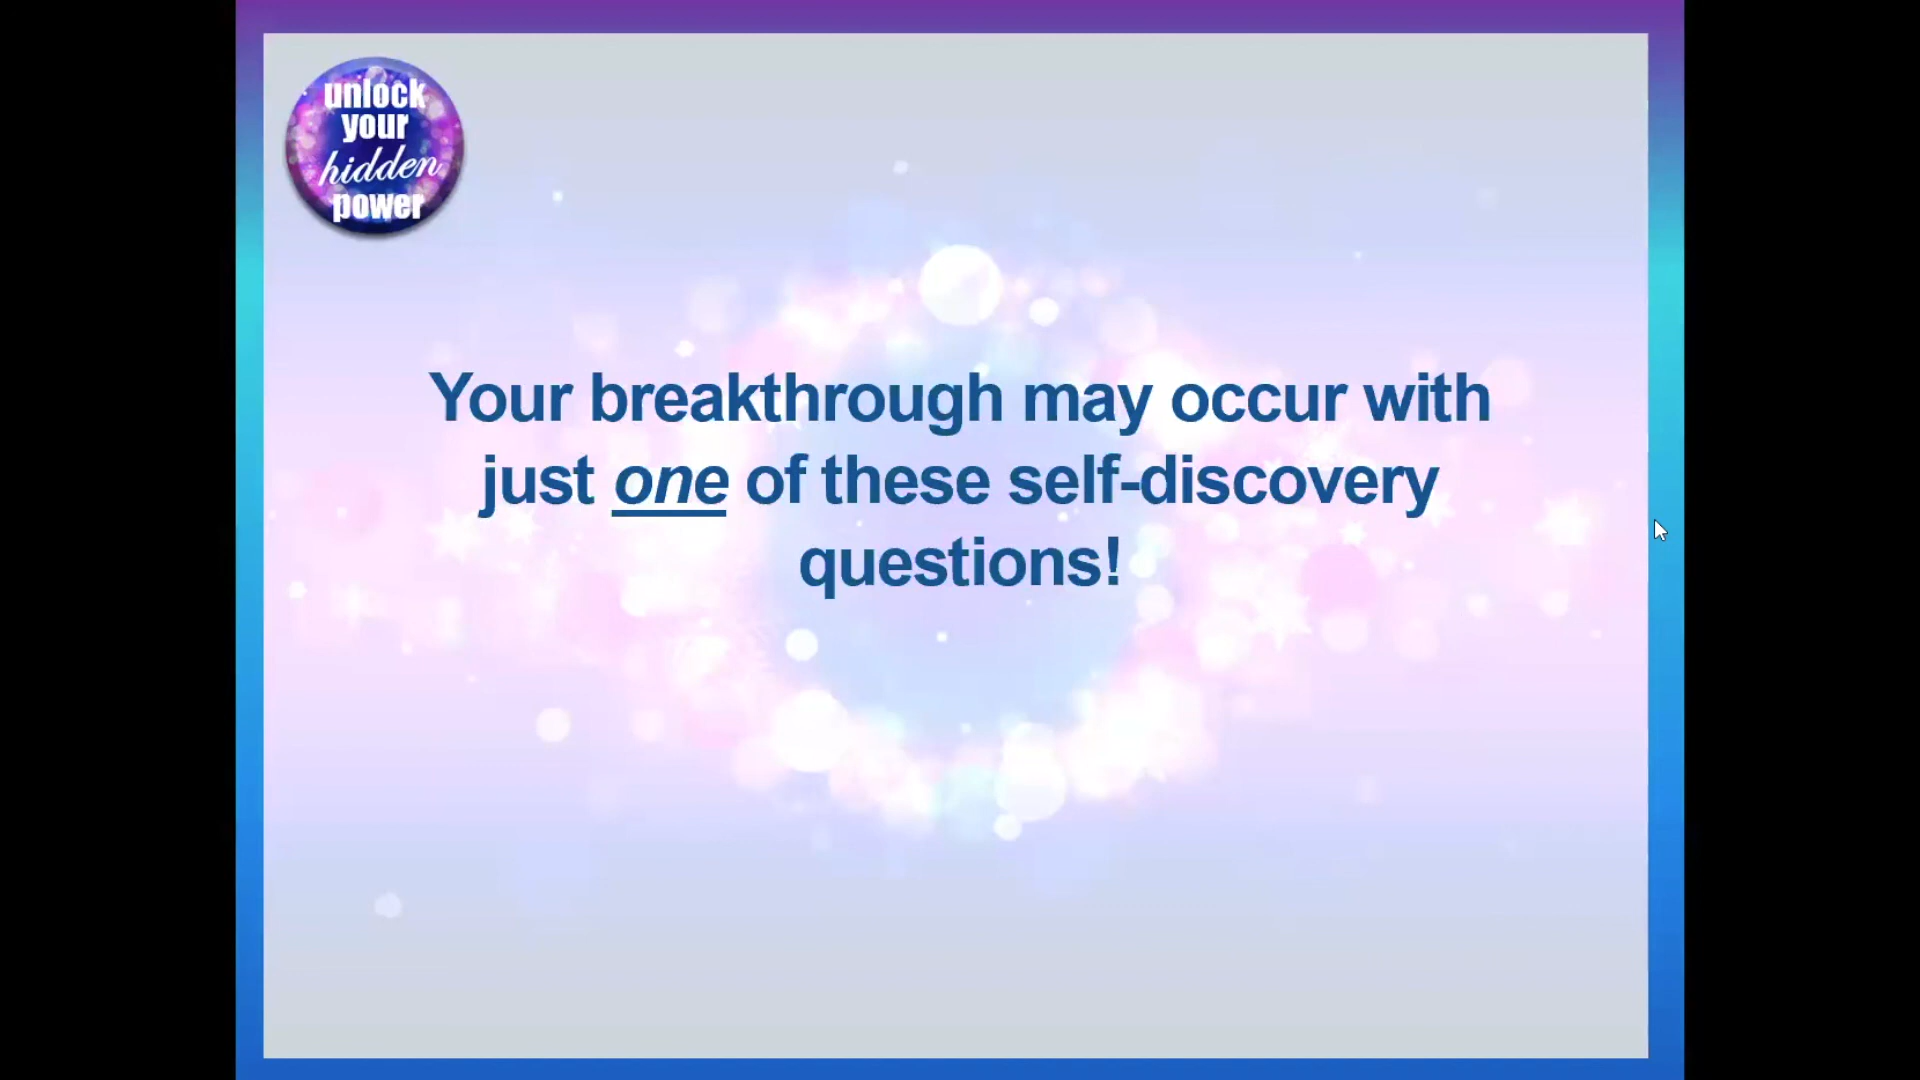 unlock
your
hidden
power
Your breakthrough may occur with
just one of these self-discovery
questions!